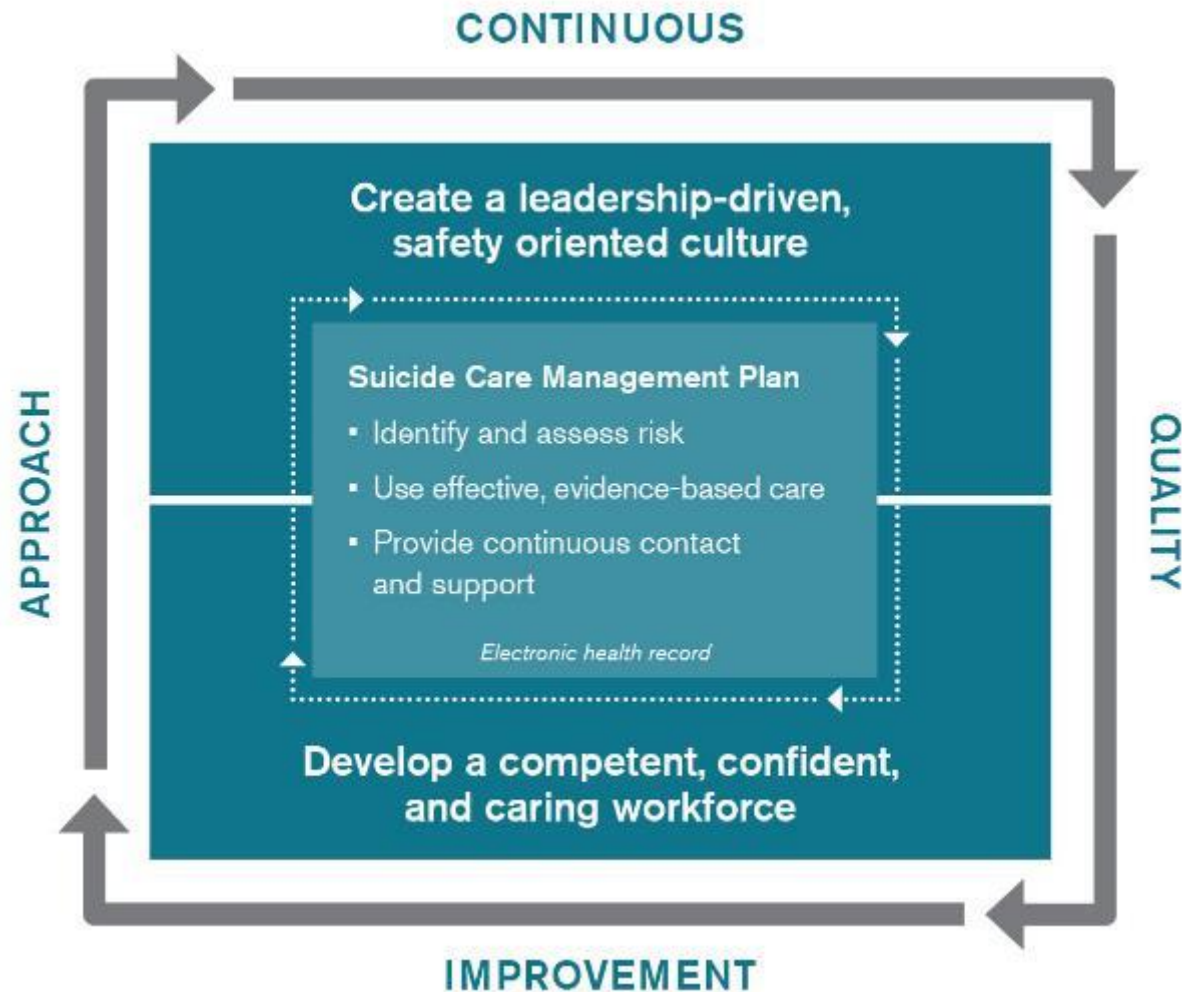 CONTINUOUS
Create a leadership-driven,
safety oriented culture
Suicide Care Management Plan
▪ Identify and assess risk
▪ Use effective, evidence-based care
▪ Provide continuous contact
and support
Electronic health record
Develop a competent, confident,
and caring workforce
QUALITY
IMPROVEMENT
APPROACH